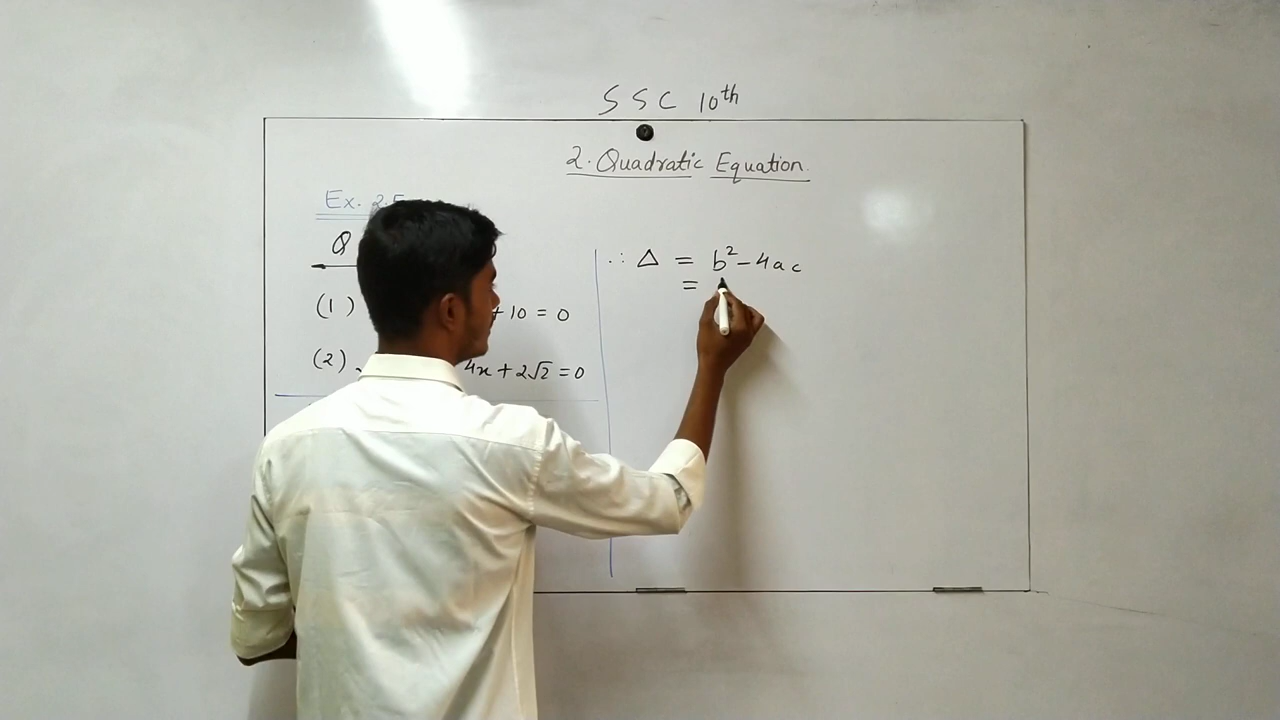 SSC 10th
2. Quadratic Equation.
Ex. 2.5
Q
(1) + 10 = 0
(2) 4x + 2√2 = 0
∴ △ = b² - 4ac
=